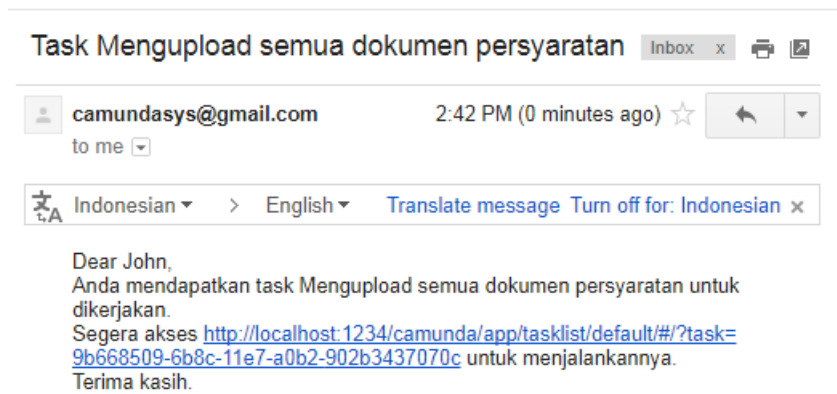 Task Mengupload semua dokumen persyaratan Inbox x
camundasys@gmail.com 2:42 PM (0 minutes ago)
to me
Indonesian > English Translate message Turn off for: Indonesian x
Dear John,
Anda mendapatkan task Mengupload semua dokumen persyaratan untuk
dikerjakan.
Segera akses http://localhost:1234/camunda/app/tasklist/default/#/?task=
9b668509-6b8c-11e7-a0b2-902b3437070c untuk menjalankannya.
Terima kasih.